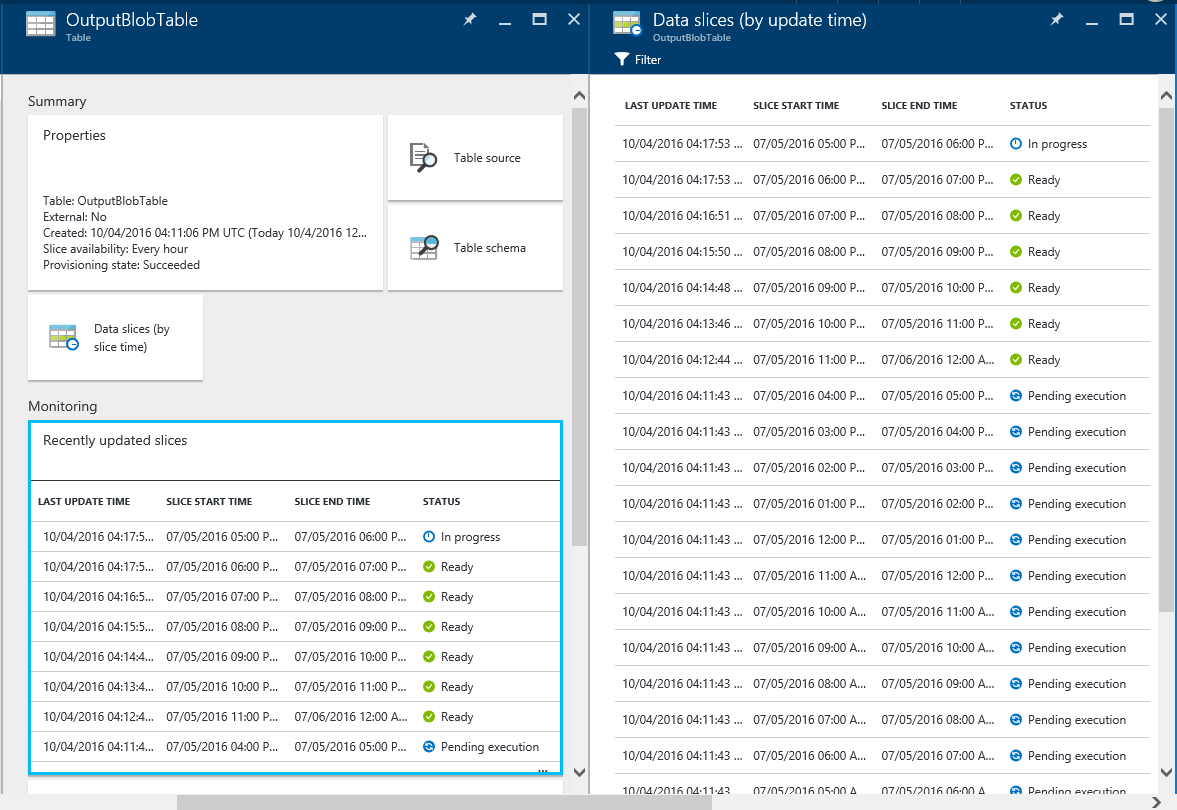 OutputBlobTable
Table
Summary
Properties
Table: OutputBlobTable
External: No
Created: 10/04/2016 04:11:06 PM UTC (Today 10/4/2016 12...
Slice availability: Every hour
Provisioning state: Succeeded
Table source
Table schema
Data slices (by
slice time)
Monitoring
Recently updated slices
LAST UPDATE TIME SLICE START TIME SLICE END TIME STATUS
10/04/2016 04:17:5... 07/05/2016 05:00 P... 07/05/2016 06:00 P... In progress
10/04/2016 04:17:5... 07/05/2016 06:00 P... 07/05/2016 07:00 P... Ready
10/04/2016 04:16:5... 07/05/2016 07:00 P... 07/05/2016 08:00 P... Ready
10/04/2016 04:15:5... 07/05/2016 08:00 P... 07/05/2016 09:00 P... Ready
10/04/2016 04:14:4... 07/05/2016 09:00 P... 07/05/2016 10:00 P... Ready
10/04/2016 04:13:4... 07/05/2016 10:00 P... 07/05/2016 11:00 P... Ready
10/04/2016 04:12:4... 07/05/2016 11:00 P... 07/06/2016 12:00 A... Ready
10/04/2016 04:11:4... 07/05/2016 04:00 P... 07/05/2016 05:00 P... Pending execution
...
Data slices (by update time)
OutputBlobTable
Filter
LAST UPDATE TIME SLICE START TIME SLICE END TIME STATUS
10/04/2016 04:17:53 ... 07/05/2016 05:00 P... 07/05/2016 06:00 P... In progress
10/04/2016 04:17:53 ... 07/05/2016 06:00 P... 07/05/2016 07:00 P... Ready
10/04/2016 04:16:51 ... 07/05/2016 07:00 P... 07/05/2016 08:00 P... Ready
10/04/2016 04:15:50 ... 07/05/2016 08:00 P... 07/05/2016 09:00 P... Ready
10/04/2016 04:14:48 ... 07/05/2016 09:00 P... 07/05/2016 10:00 P... Ready
10/04/2016 04:13:46 ... 07/05/2016 10:00 P... 07/05/2016 11:00 P... Ready
10/04/2016 04:12:44 ... 07/05/2016 11:00 P... 07/06/2016 12:00 A... Ready
10/04/2016 04:11:43 ... 07/05/2016 04:00 P... 07/05/2016 05:00 P... Pending execution
10/04/2016 04:11:43 ... 07/05/2016 03:00 P... 07/05/2016 04:00 P... Pending execution
10/04/2016 04:11:43 ... 07/05/2016 02:00 P... 07/05/2016 03:00 P... Pending execution
10/04/2016 04:11:43 ... 07/05/2016 01:00 P... 07/05/2016 02:00 P... Pending execution
10/04/2016 04:11:43 ... 07/05/2016 12:00 P... 07/05/2016 01:00 P... Pending execution
10/04/2016 04:11:43 ... 07/05/2016 11:00 A... 07/05/2016 12:00 P... Pending execution
10/04/2016 04:11:43 ... 07/05/2016 10:00 A... 07/05/2016 11:00 A... Pending execution
10/04/2016 04:11:43 ... 07/05/2016 09:00 A... 07/05/2016 10:00 A... Pending execution
10/04/2016 04:11:43 ... 07/05/2016 08:00 A... 07/05/2016 09:00 A... Pending execution
10/04/2016 04:11:43 ... 07/05/2016 07:00 A... 07/05/2016 08:00 A... Pending execution
10/04/2016 04:11:43 ... 07/05/2016 06:00 A... 07/05/2016 07:00 A... Pending execution
10/04/2016 04:11:43 ... 07/05/2016 05:00 A... 07/05/2016 06:00 A... Pending execution